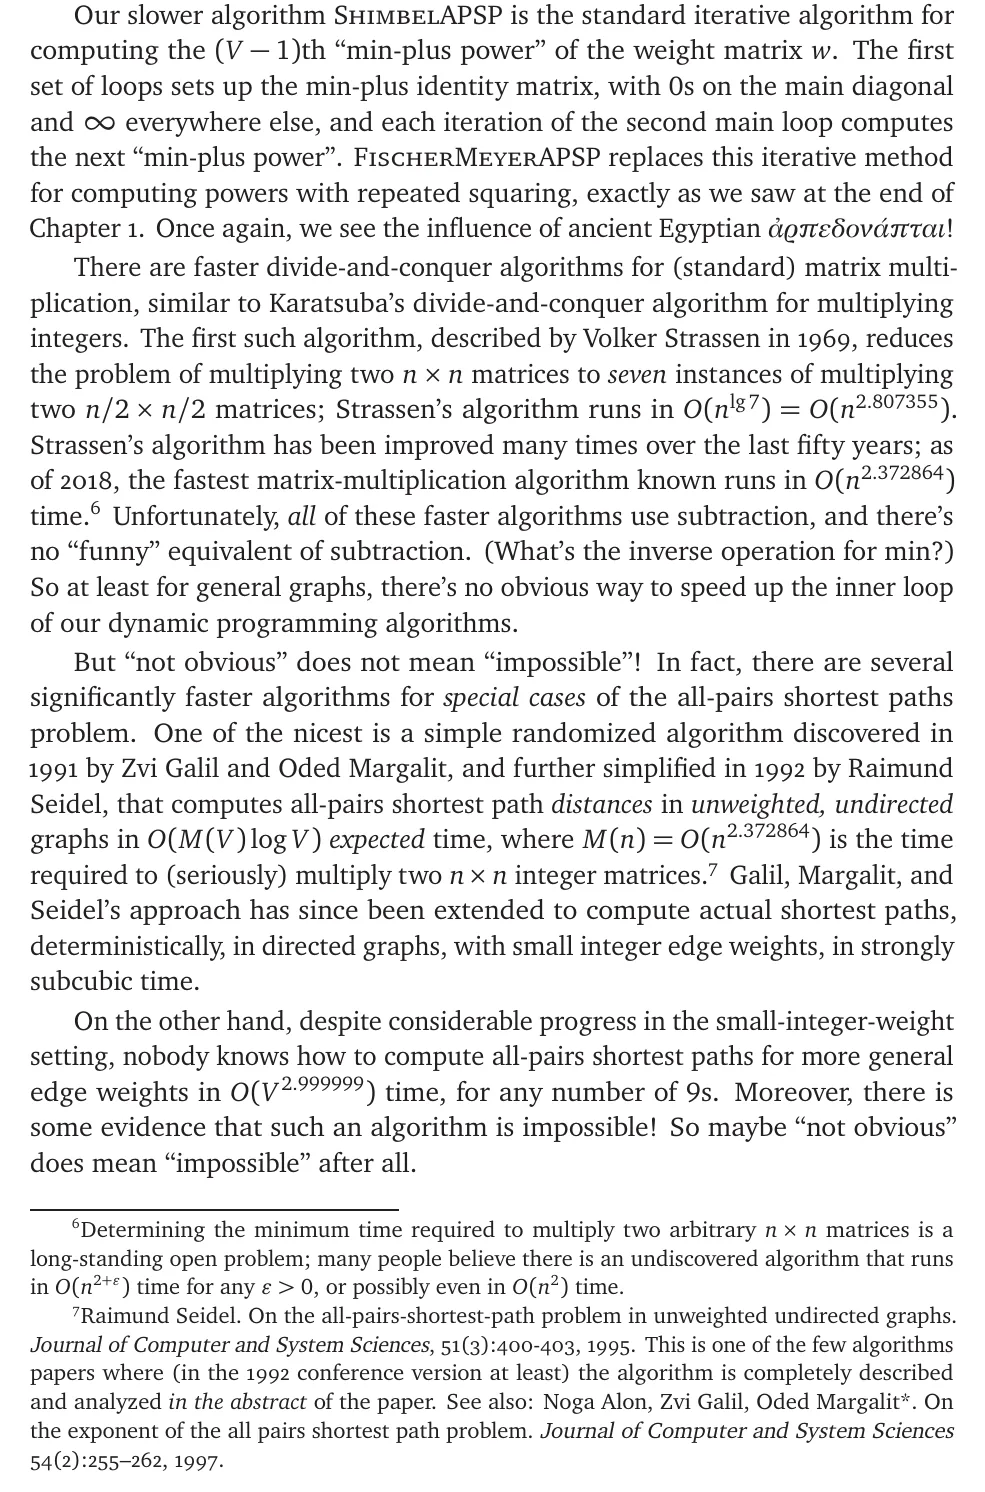 Our slower algorithm SHIMBELAPSP is the standard iterative algorithm for
computing the (V − 1)th “min-plus power” of the weight matrix w. The first
set of loops sets up the min-plus identity matrix, with 0s on the main diagonal
and ∞ everywhere else, and each iteration of the second main loop computes
the next “min-plus power”. FISCHERMEYERAPSP replaces this iterative method
for computing powers with repeated squaring, exactly as we saw at the end of
Chapter 1. Once again, we see the influence of ancient Egyptian ἁρπεδονάπται!
There are faster divide-and-conquer algorithms for (standard) matrix multi-
plication, similar to Karatsuba’s divide-and-conquer algorithm for multiplying
integers. The first such algorithm, described by Volker Strassen in 1969, reduces
the problem of multiplying two n × n matrices to seven instances of multiplying
two n/2 × n/2 matrices; Strassen’s algorithm runs in O(n^{lg 7}) = O(n^{2.807355}).
Strassen’s algorithm has been improved many times over the last fifty years; as
of 2018, the fastest matrix-multiplication algorithm known runs in O(n^{2.372864})
time.⁶ Unfortunately, all of these faster algorithms use subtraction, and there’s
no “funny” equivalent of subtraction. (What’s the inverse operation for min?)
So at least for general graphs, there’s no obvious way to speed up the inner loop
of our dynamic programming algorithms.
But “not obvious” does not mean “impossible”! In fact, there are several
significantly faster algorithms for special cases of the all-pairs shortest paths
problem. One of the nicest is a simple randomized algorithm discovered in
1991 by Zvi Galil and Oded Margalit, and further simplified in 1992 by Raimund
Seidel, that computes all-pairs shortest path distances in unweighted, undirected
graphs in O(M(V) log V) expected time, where M(n) = O(n^{2.372864}) is the time
required to (seriously) multiply two n × n integer matrices.⁷ Galil, Margalit, and
Seidel’s approach has since been extended to compute actual shortest paths,
deterministically, in directed graphs, with small integer edge weights, in strongly
subcubic time.
On the other hand, despite considerable progress in the small-integer-weight
setting, nobody knows how to compute all-pairs shortest paths for more general
edge weights in O(V^{2.999999}) time, for any number of 9s. Moreover, there is
some evidence that such an algorithm is impossible! So maybe “not obvious”
does mean “impossible” after all.
⁶Determining the minimum time required to multiply two arbitrary n × n matrices is a
long-standing open problem; many people believe there is an undiscovered algorithm that runs
in O(n^{2+ε}) time for any ε > 0, or possibly even in O(n²) time.
⁷Raimund Seidel. On the all-pairs-shortest-path problem in unweighted undirected graphs.
Journal of Computer and System Sciences, 51(3):400-403, 1995. This is one of the few algorithms
papers where (in the 1992 conference version at least) the algorithm is completely described
and analyzed in the abstract of the paper. See also: Noga Alon, Zvi Galil, Oded Margalit*. On
the exponent of the all pairs shortest path problem. Journal of Computer and System Sciences
54(2):255–262, 1997.